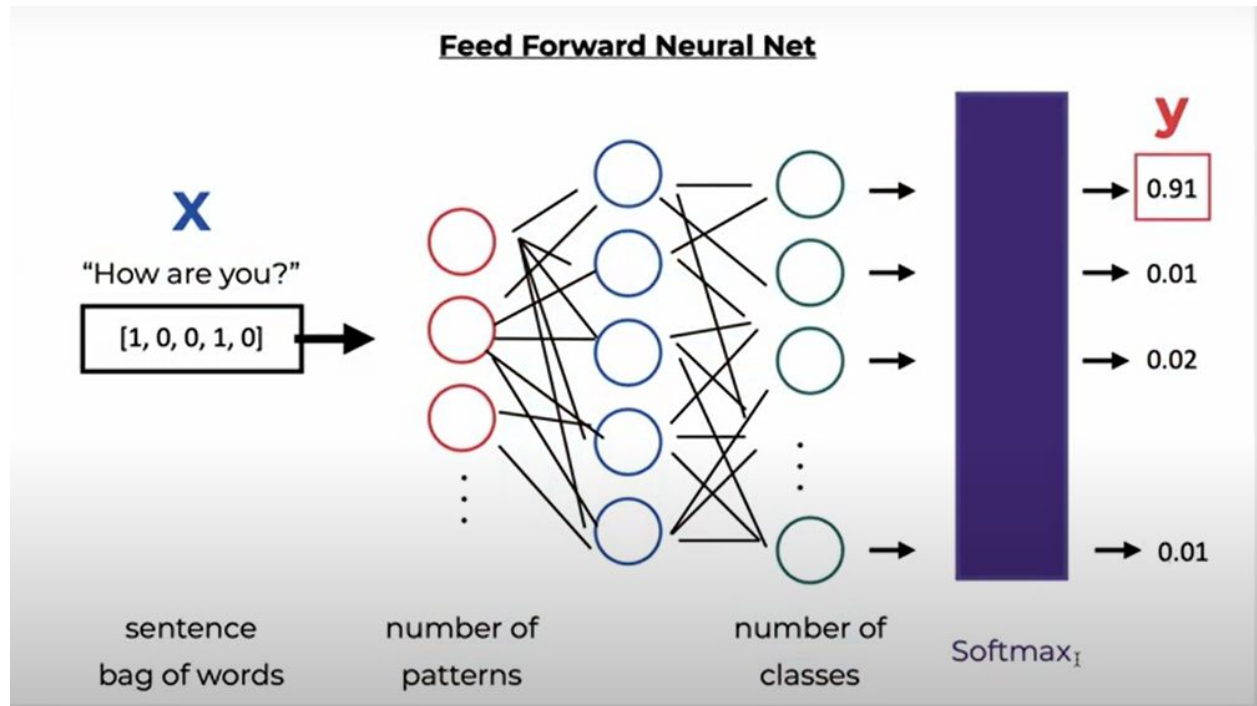 Feed Forward Neural Net
X
"How are you?"
[1, 0, 0, 1, 0]
y
0.91
0.01
0.02
0.01
sentence
bag of words
number of
patterns
number of
classes
Softmax